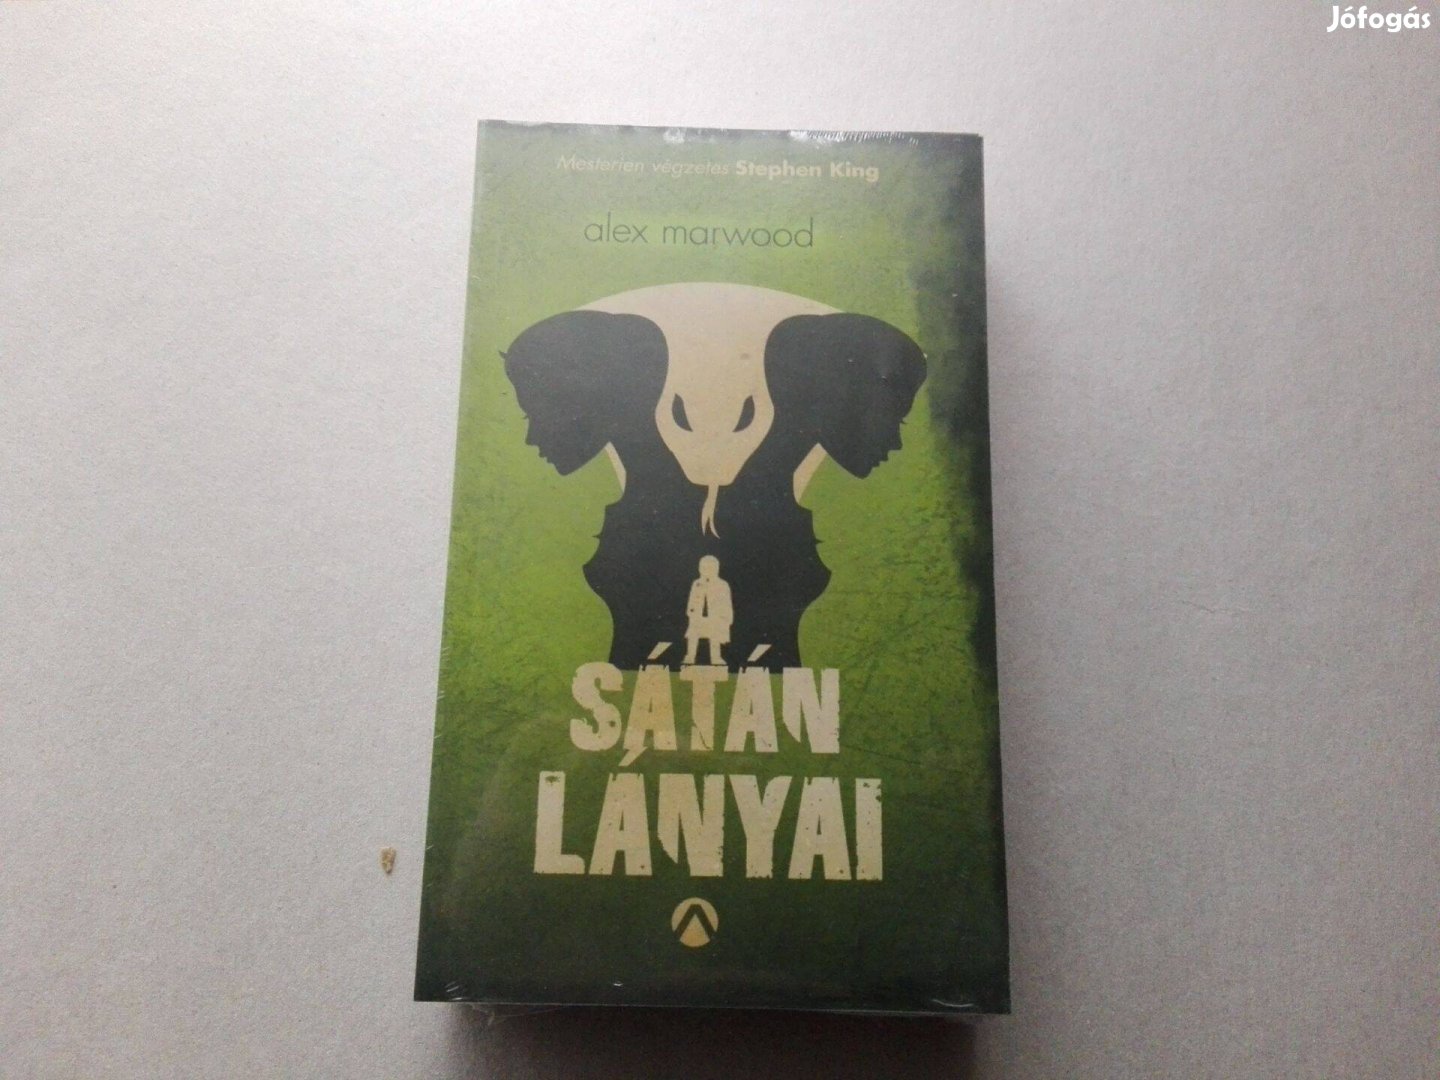 Jófogás
Mesterien végzetes Stephen King
alex marwood
A
SÁTÁN
LÁNYAI